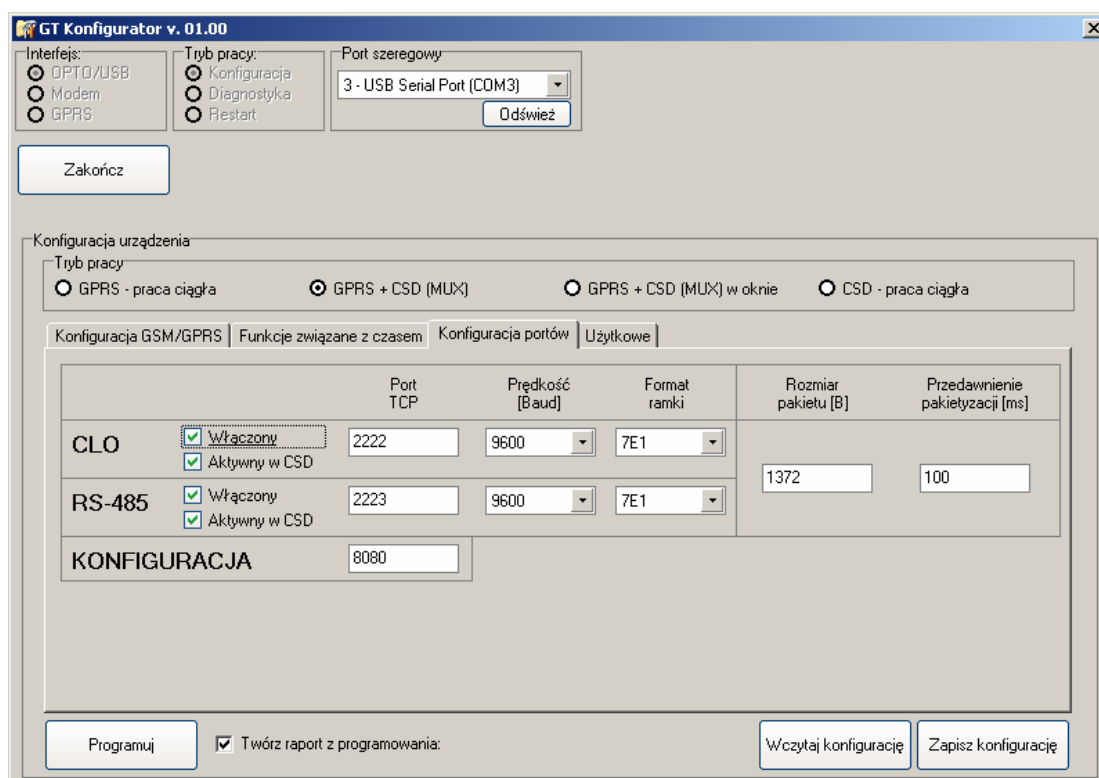 GT Konfigurator v. 01.00
Interfejs:
OPTO/USB
Modem
GPRS
Tryb pracy:
Konfiguracja
Diagnostyka
Restart
Port szeregowy
3 - USB Serial Port (COM3)
Odśwież
Zakończ
Konfiguracja urządzenia
Tryb pracy
GPRS - praca ciągła GPRS + CSD (MUX) GPRS + CSD (MUX) w oknie CSD - praca ciągła
Konfiguracja GSM/GPRS Funkcje związane z czasem Konfiguracja portów Użytkowe
Port TCP
Prędkość [Baud]
Format ramki
Rozmiar pakietu [B]
Przedawnienie pakietyzacji [ms]
CLO Włączony 2222 9600 7E1
Aktywny w CSD
1372 100
RS-485 Włączony 2223 9600 7E1
Aktywny w CSD
KONFIGURACJA 8080
Programuj Twórz raport z programowania: Wczytaj konfigurację Zapisz konfigurację